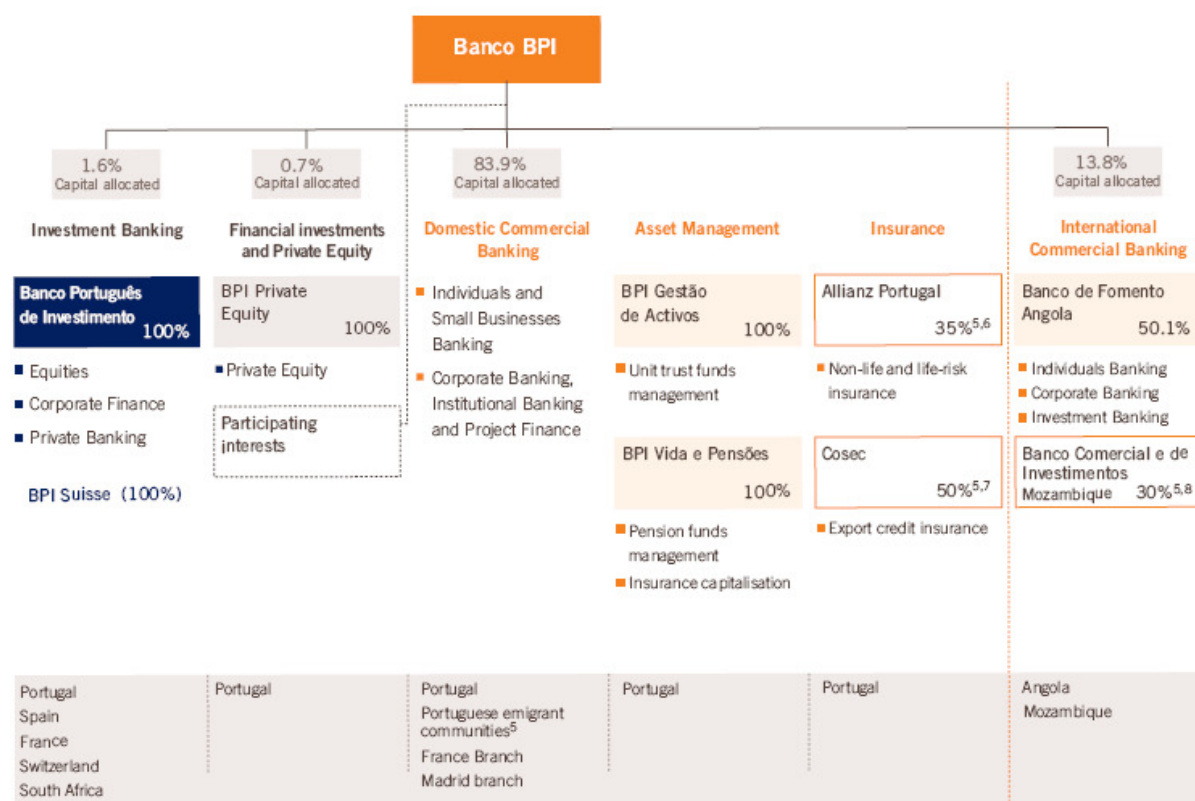 Banco BPI
1.6%
Capital allocated
0.7%
Capital allocated
83.9%
Capital allocated
13.8%
Capital allocated
Investment Banking
Financial investments
and Private Equity
Domestic Commercial
Banking
Asset Management
Insurance
International
Commercial Banking
Banco Português
de Investimento
100%
Equities
Corporate Finance
Private Banking
BPI Suisse (100%)
BPI Private
Equity
100%
Private Equity
Participating
interests
Individuals and
Small Businesses
Banking
Corporate Banking,
Institutional Banking
and Project Finance
BPI Gestão
de Activos
100%
Unit trust funds
management
BPI Vida e Pensões
100%
Pension funds
management
Insurance capitalisation
Allianz Portugal
35%5,6
Non-life and life-risk
insurance
Cosec
50%5,7
Export credit insurance
Banco de Fomento
Angola
50.1%
Individuals Banking
Corporate Banking
Investment Banking
Banco Comercial e de
Investimentos
Mozambique 30%5,8
Portugal
Spain
France
Switzerland
South Africa
Portugal
Portugal
Portuguese emigrant
communities5
France Branch
Madrid branch
Portugal
Portugal
Angola
Mozambique